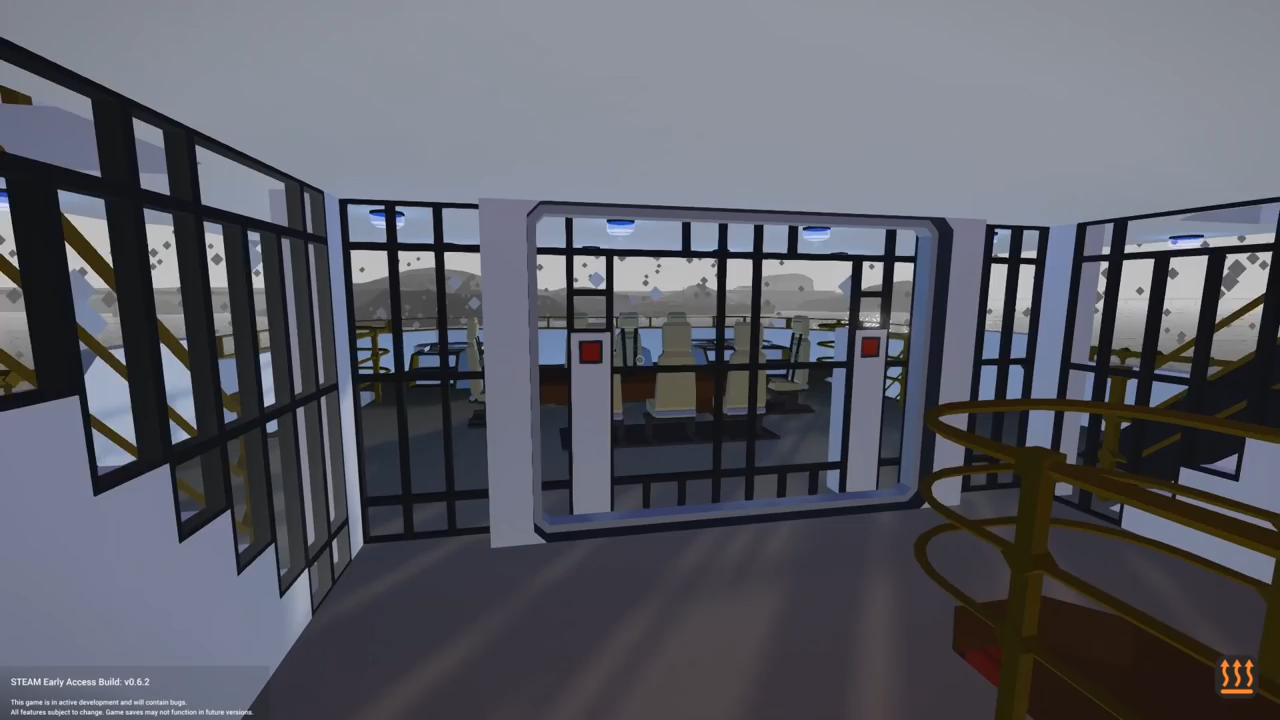 STEAM Early Access Build: v0.6.2
This game is in active development and will contain bugs.
All features subject to change. Game saves may not function in future versions.